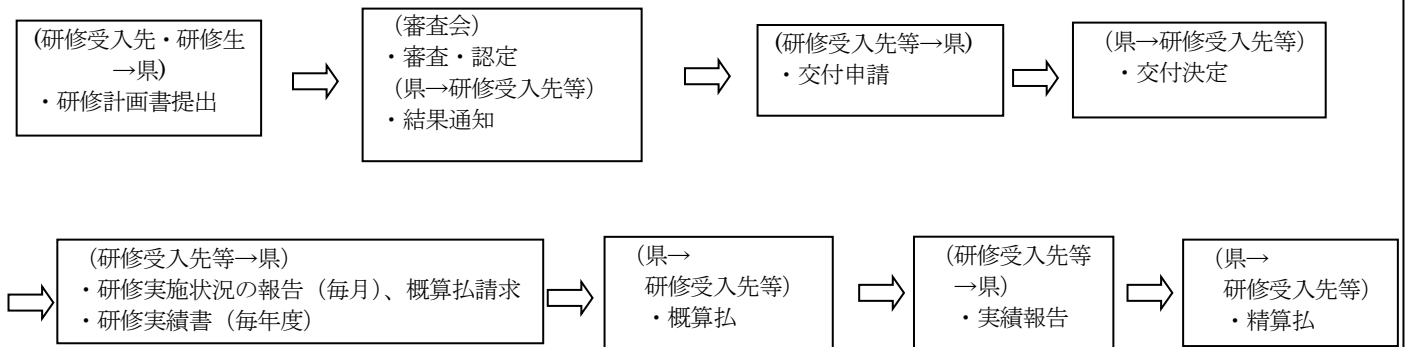 (研修受入先・研修生
→県)
・研修計画書提出
(審査会)
・審査・認定
(県→研修受入先等)
・結果通知
(研修受入先等→県)
・交付申請
(県→研修受入先等)
・交付決定
(研修受入先等→県)
・研修実施状況の報告(毎月)、概算払請求
・研修実績書(毎年度)
(県→
研修受入先等)
・概算払
(研修受入先等
→県)
・実績報告
(県→
研修受入先等)
・精算払